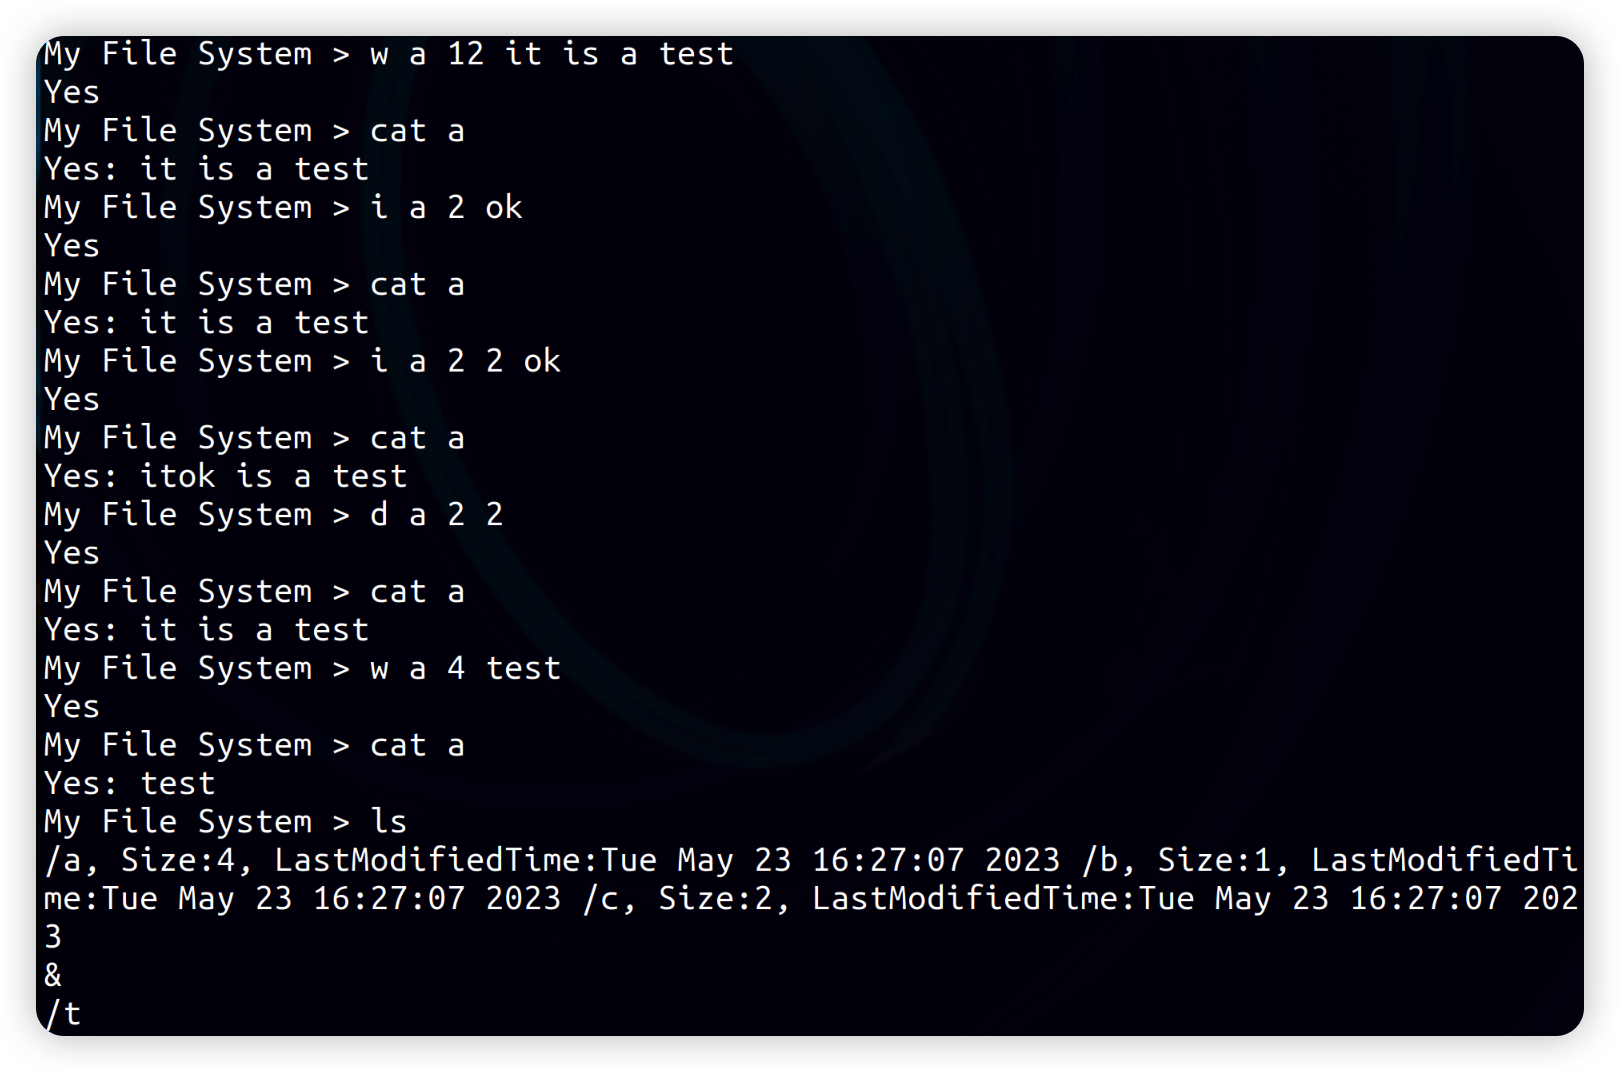 My File System > w a 12 it is a test
Yes
My File System > cat a
Yes: it is a test
My File System > i a 2 ok
Yes
My File System > cat a
Yes: it is a test
My File System > i a 2 2 ok
Yes
My File System > cat a
Yes: itok is a test
My File System > d a 2 2
Yes
My File System > cat a
Yes: it is a test
My File System > w a 4 test
Yes
My File System > cat a
Yes: test
My File System > ls
/a, Size:4, LastModifiedTime:Tue May 23 16:27:07 2023 /b, Size:1, LastModifiedTi
me:Tue May 23 16:27:07 2023 /c, Size:2, LastModifiedTime:Tue May 23 16:27:07 202
3
&
/t